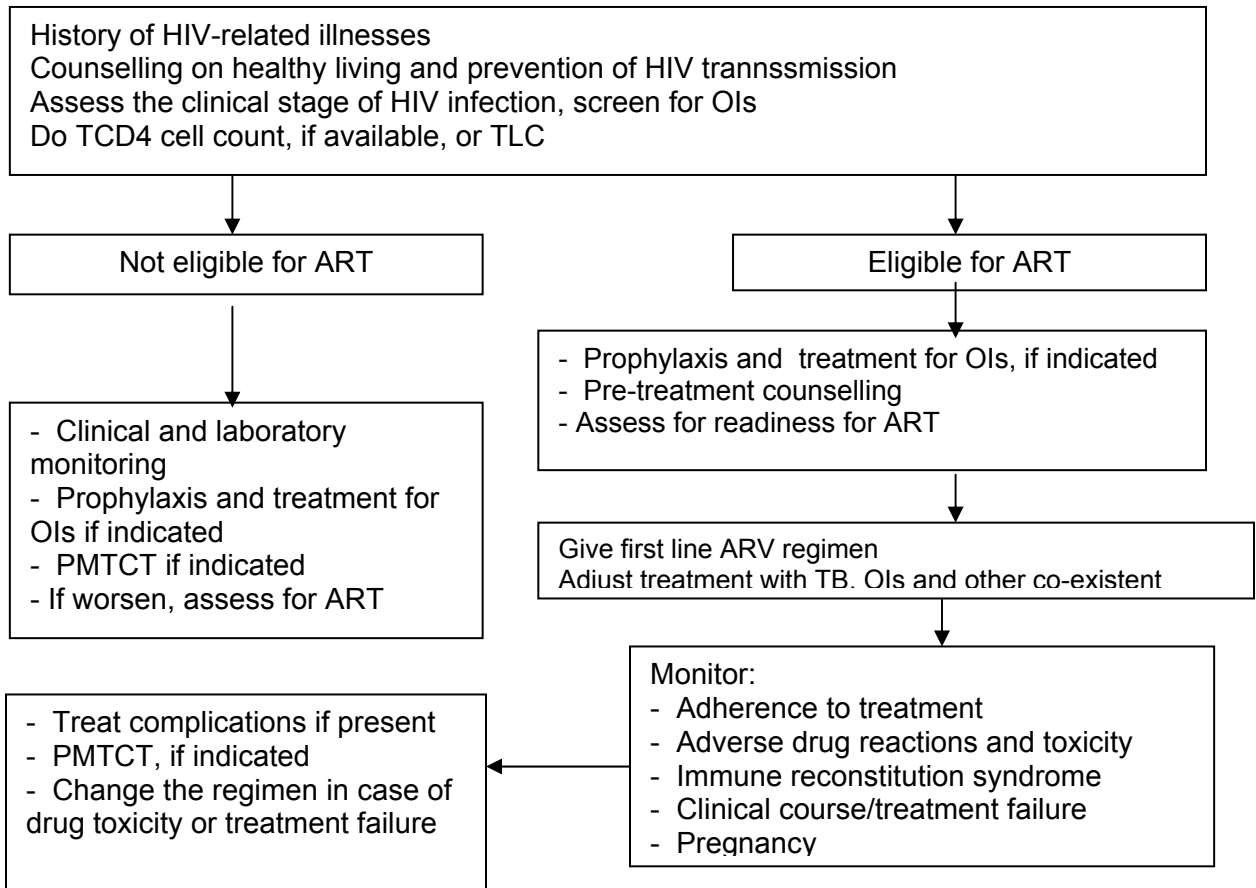 History of HIV-related illnesses
Counselling on healthy living and prevention of HIV trannssmission
Assess the clinical stage of HIV infection, screen for OIs
Do TCD4 cell count, if available, or TLC
Not eligible for ART
Eligible for ART
- Clinical and laboratory
monitoring
- Prophylaxis and treatment for
OIs if indicated
- PMTCT if indicated
- If worsen, assess for ART
- Prophylaxis and treatment for OIs, if indicated
- Pre-treatment counselling
- Assess for readiness for ART
Give first line ARV regimen
Adjust treatment with TB, OIs and other co-existent
Monitor:
- Adherence to treatment
- Adverse drug reactions and toxicity
- Immune reconstitution syndrome
- Clinical course/treatment failure
- Pregnancy
- Treat complications if present
- PMTCT, if indicated
- Change the regimen in case of
drug toxicity or treatment failure